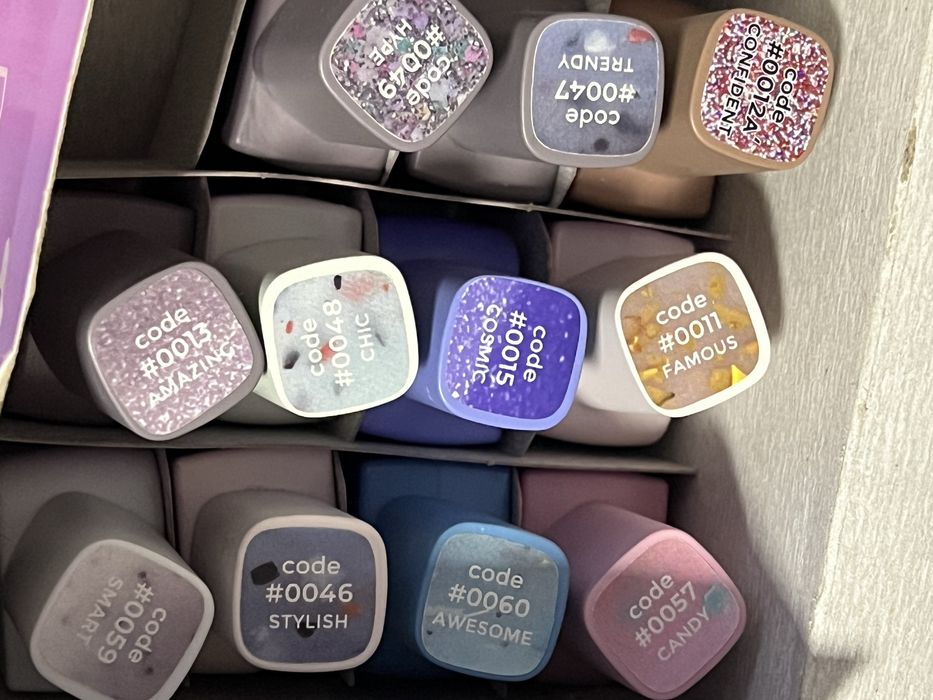 code
#0049
HYPE
code
#0047
TRENDY
code
#0012A
CONFIDENT
code
#0013
AMAZING
code
#0048
CHIC
code
#0015
COSMIC
code
#0011
FAMOUS
code
#0059
SMART
code
#0046
STYLISH
code
#0060
AWESOME
code
#0057
CANDY